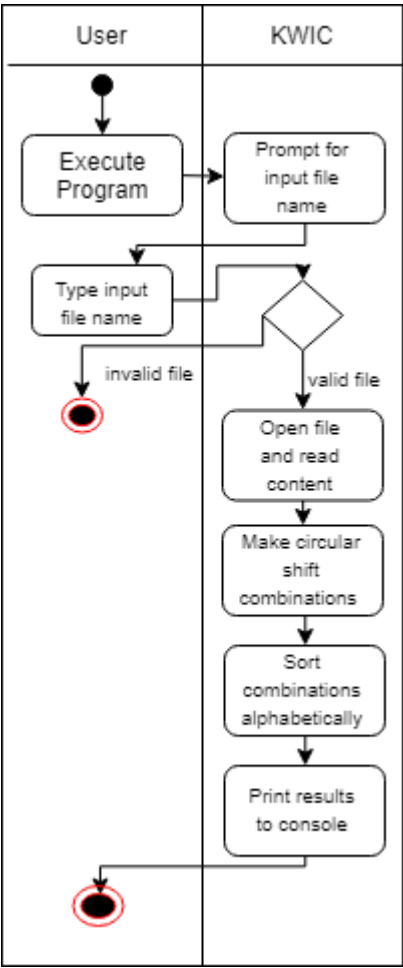 User
KWIC
Execute
Program
Prompt for
input file
name
Type input
file name
invalid file
valid file
Open file
and read
content
Make circular
shift
combinations
Sort
combinations
alphabetically
Print results
to console